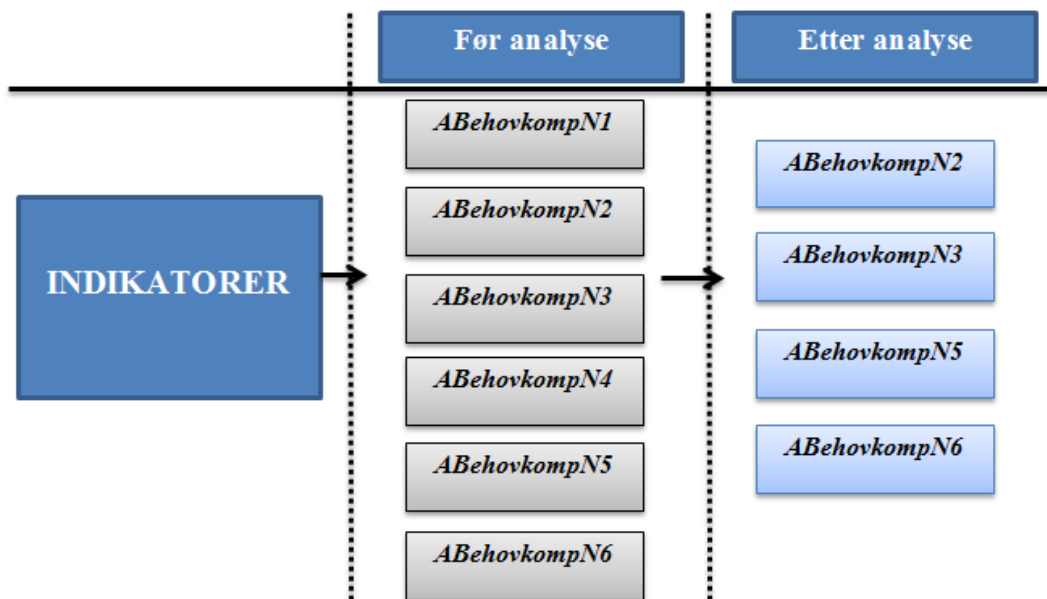 Før analyse
Etter analyse
INDIKATORER
ABehovkompN1
ABehovkompN2
ABehovkompN3
ABehovkompN4
ABehovkompN5
ABehovkompN6
ABehovkompN2
ABehovkompN3
ABehovkompN5
ABehovkompN6